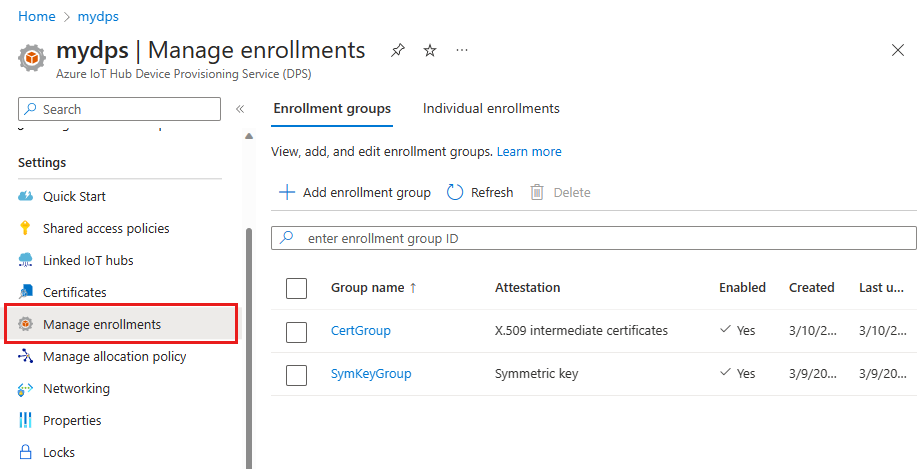 Home > mydps
mydps | Manage enrollments ···
Azure IoT Hub Device Provisioning Service (DPS)
Search «
Settings
Quick Start
Shared access policies
Linked IoT hubs
Certificates
Manage enrollments
Manage allocation policy
Networking
Properties
Locks
Enrollment groups Individual enrollments
View, add, and edit enrollment groups. Learn more
Add enrollment group Refresh Delete
enter enrollment group ID
Group name ↑ Attestation Enabled Created Last u...
CertGroup X.509 intermediate certificates Yes 3/10/2... 3/10/2...
SymKeyGroup Symmetric key Yes 3/9/20... 3/9/20...